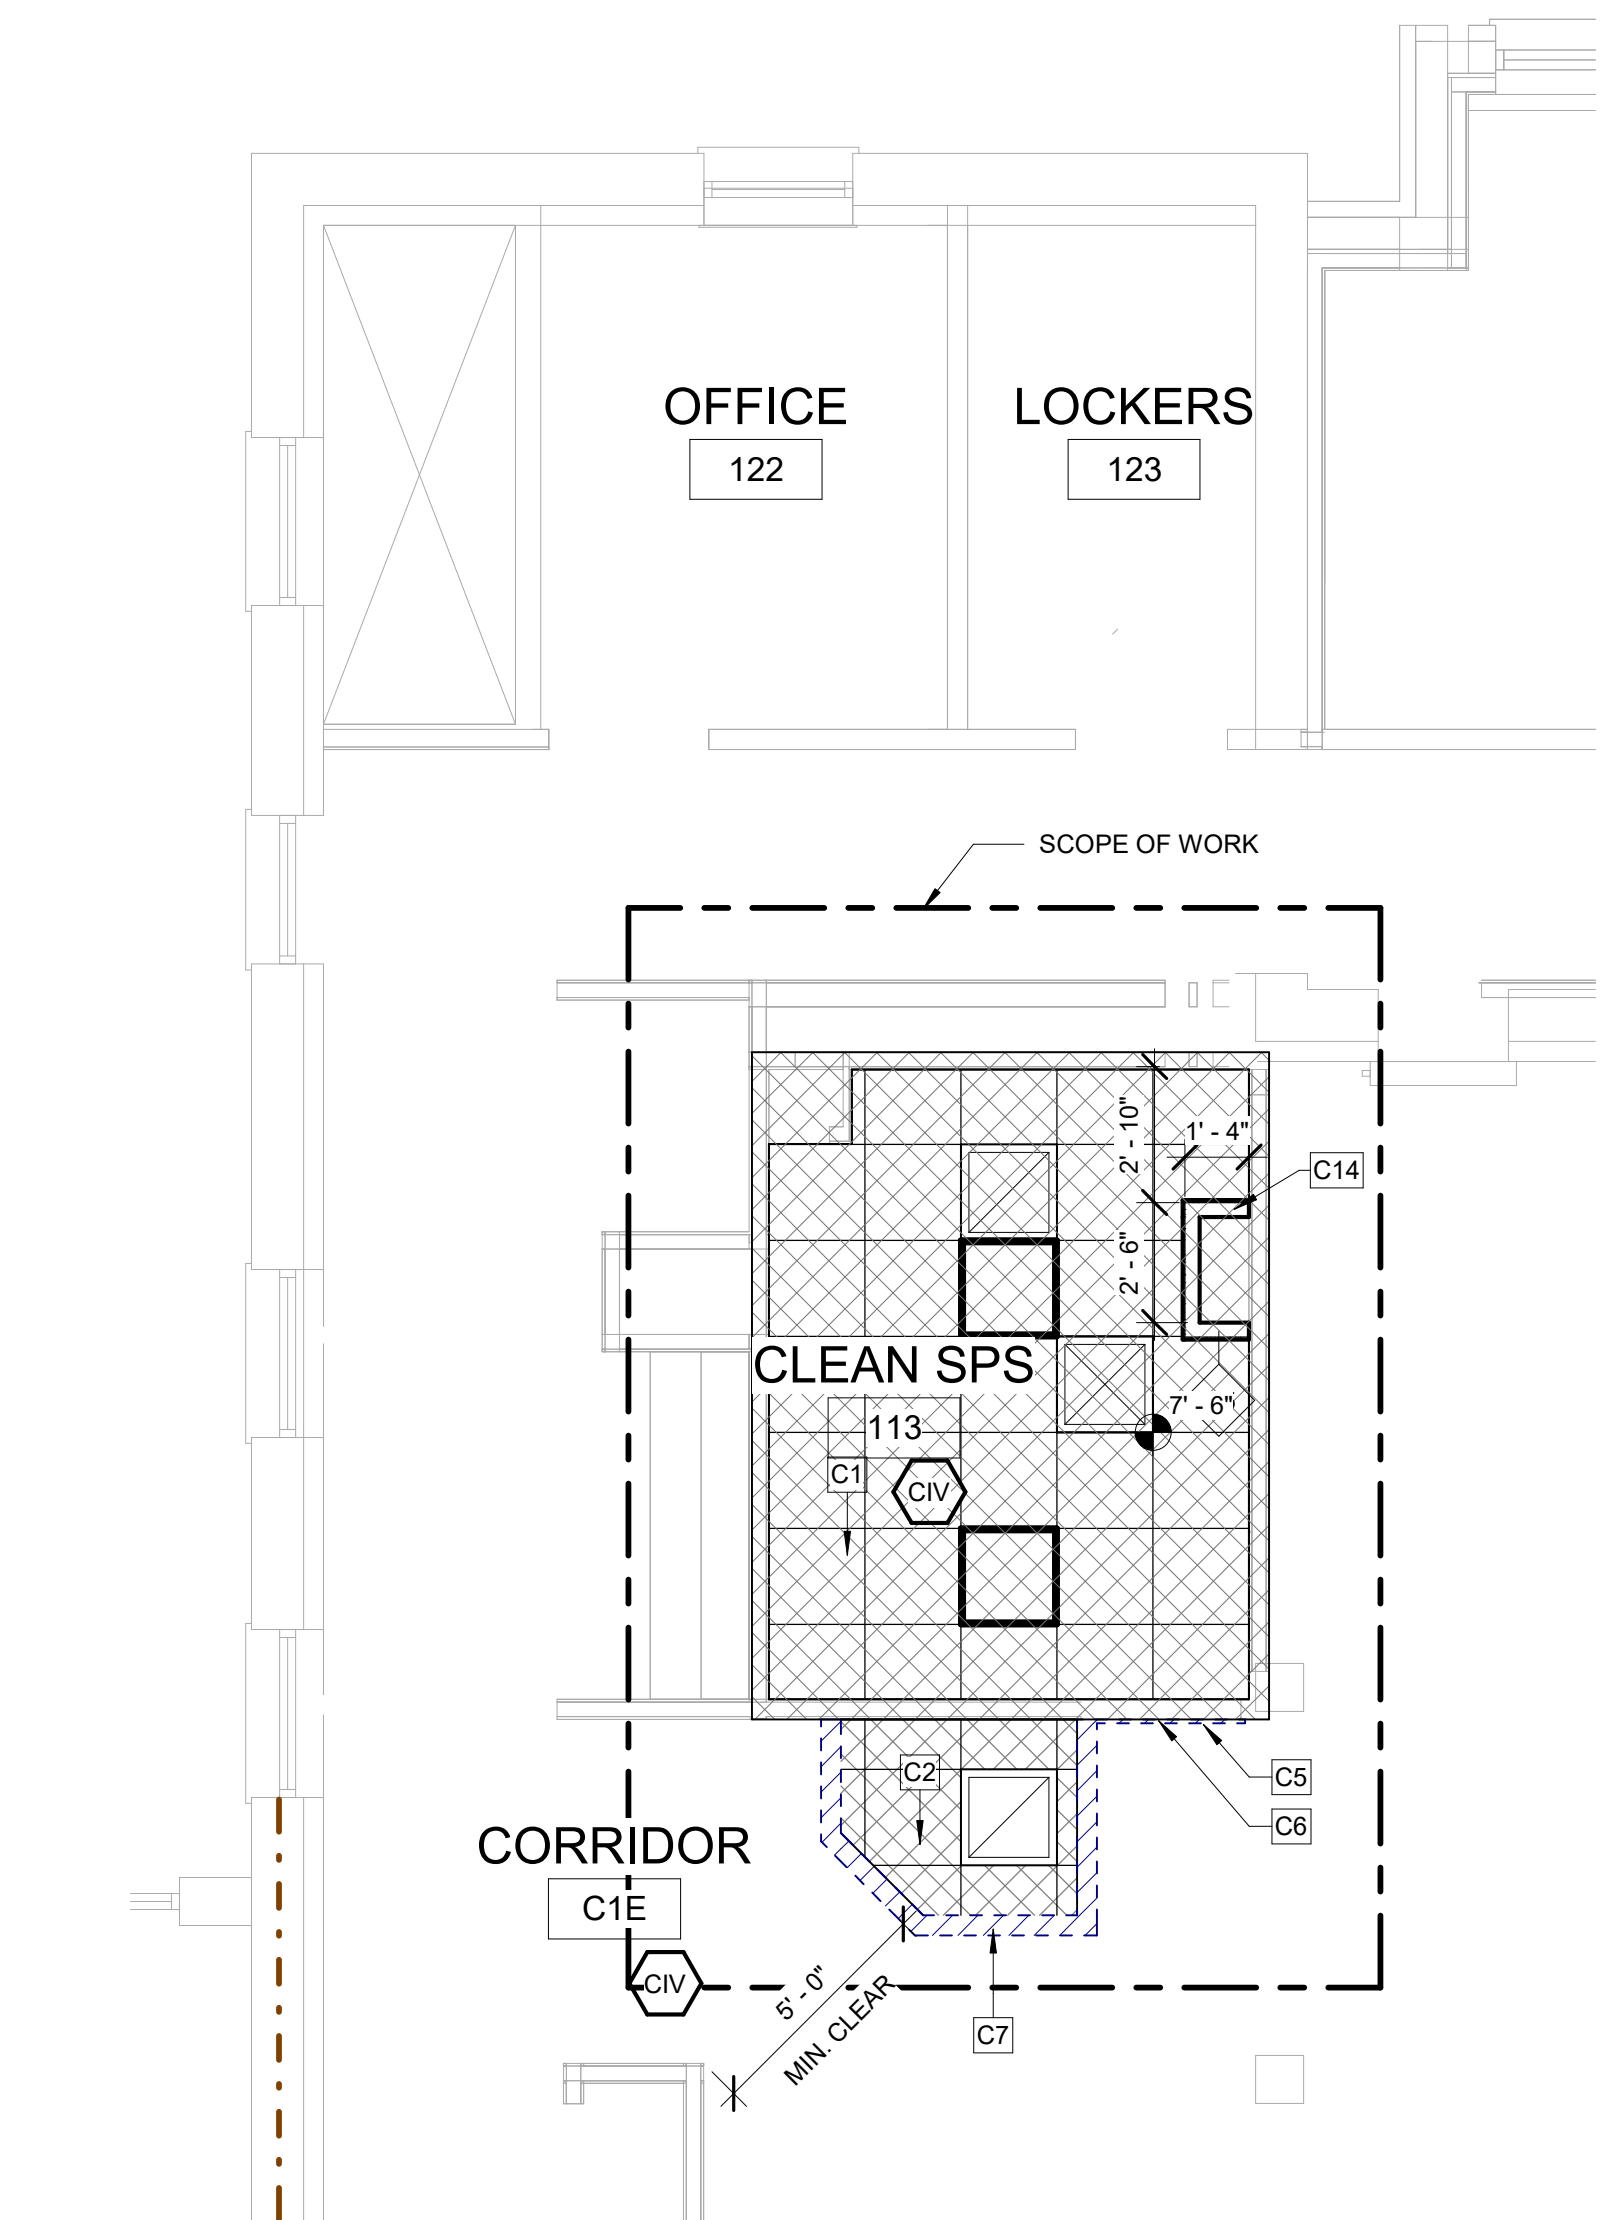 OFFICE
122
LOCKERS
123
SCOPE OF WORK
2' - 10"
1' - 4"
C14
2' - 6"
CLEAN SPS
7' - 6"
113
C1
CIV
C2
C5
C6
CORRIDOR
C1E
CIV
5' - 0"
MIN. CLEAR
C7